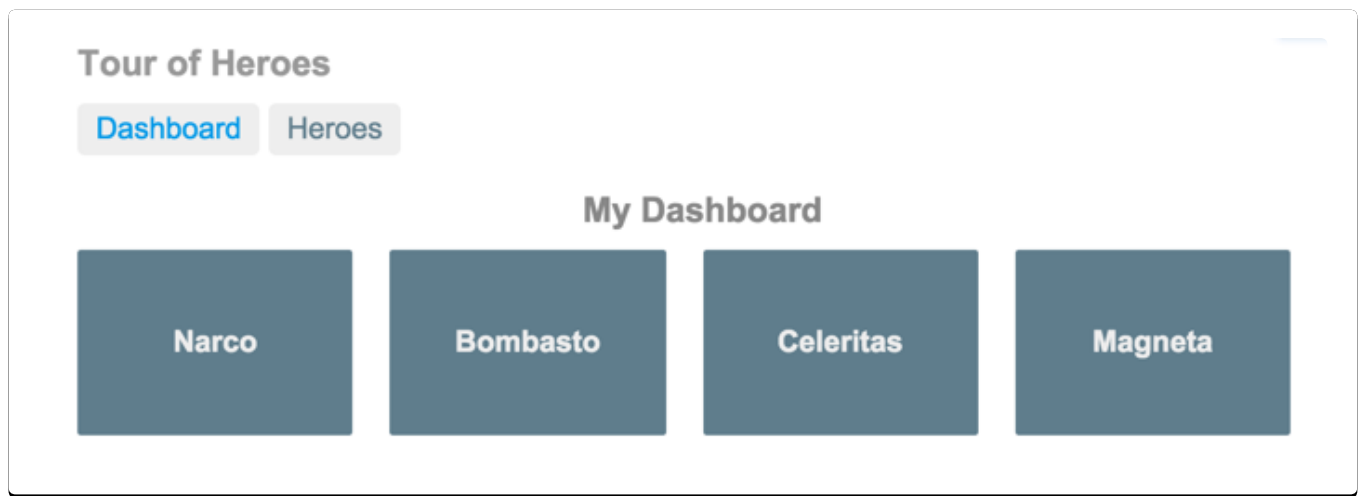 Tour of Heroes
Dashboard Heroes
My Dashboard
Narco Bombasto Celeritas Magneta